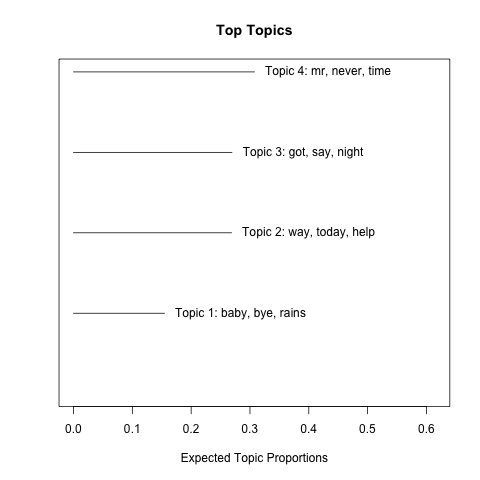 Top Topics
Topic 4: mr, never, time
Topic 3: got, say, night
Topic 2: way, today, help
Topic 1: baby, bye, rains
0.0 0.1 0.2 0.3 0.4 0.5 0.6
Expected Topic Proportions